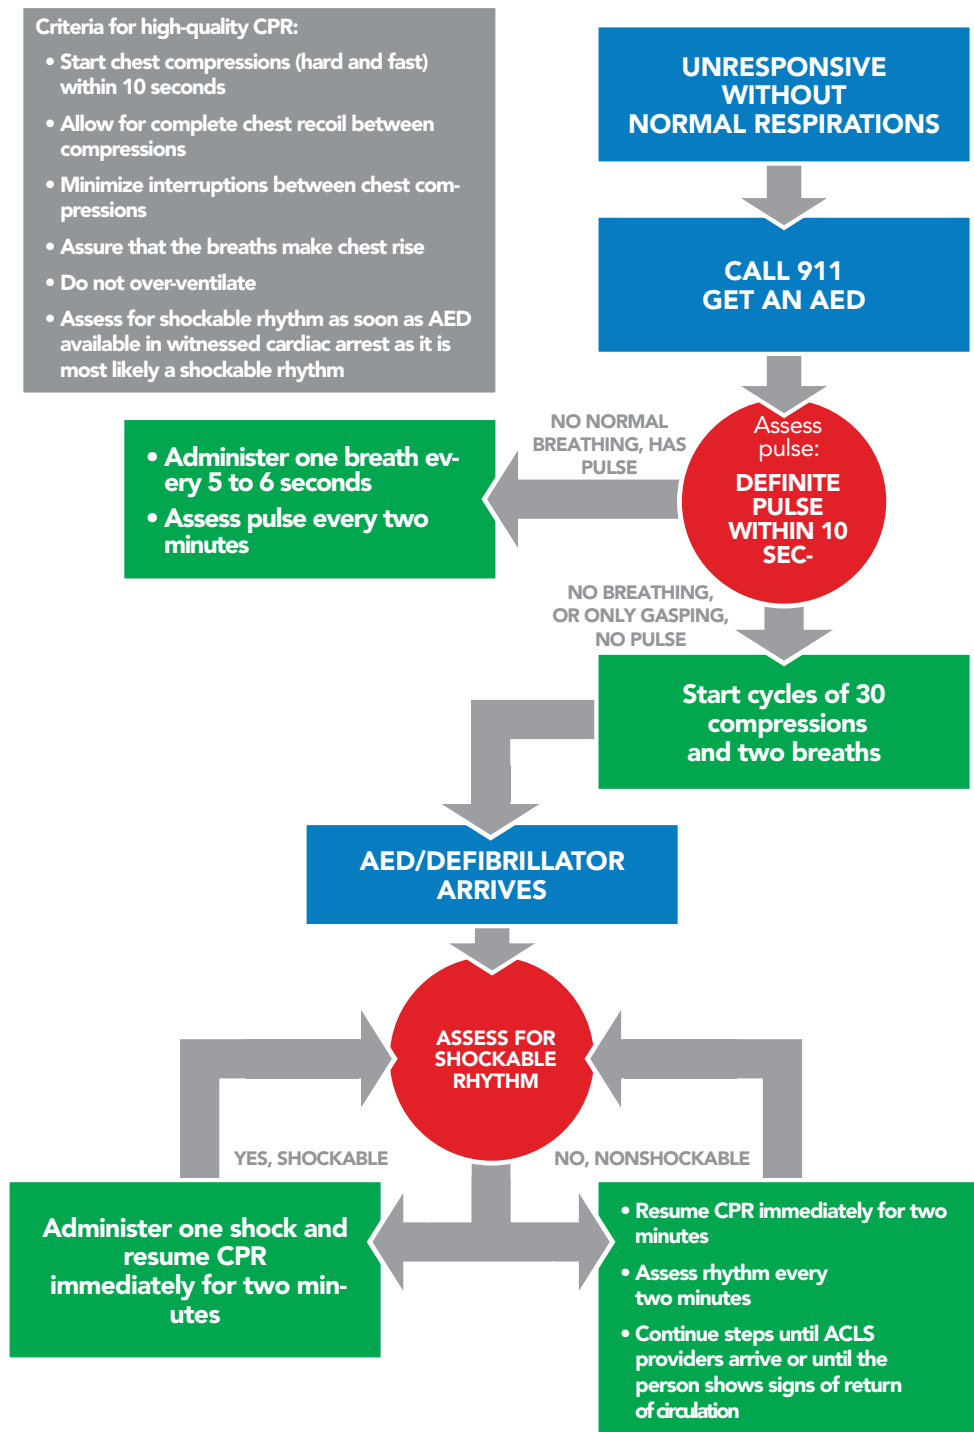 Criteria for high-quality CPR:
• Start chest compressions (hard and fast)
within 10 seconds
• Allow for complete chest recoil between
compressions
• Minimize interruptions between chest com-
pressions
• Assure that the breaths make chest rise
• Do not over-ventilate
• Assess for shockable rhythm as soon as AED
available in witnessed cardiac arrest as it is
most likely a shockable rhythm
UNRESPONSIVE
WITHOUT
NORMAL RESPIRATIONS
CALL 911
GET AN AED
Assess
pulse:
DEFINITE
PULSE
WITHIN 10
SEC-
NO NORMAL
BREATHING, HAS
PULSE
• Administer one breath ev-
ery 5 to 6 seconds
• Assess pulse every two
minutes
NO BREATHING,
OR ONLY GASPING,
NO PULSE
Start cycles of 30
compressions
and two breaths
AED/DEFIBRILLATOR
ARRIVES
ASSESS FOR
SHOCKABLE
RHYTHM
YES, SHOCKABLE
NO, NONSHOCKABLE
Administer one shock and
resume CPR
immediately for two min-
utes
• Resume CPR immediately for two
minutes
• Assess rhythm every
two minutes
• Continue steps until ACLS
providers arrive or until the
person shows signs of return
of circulation